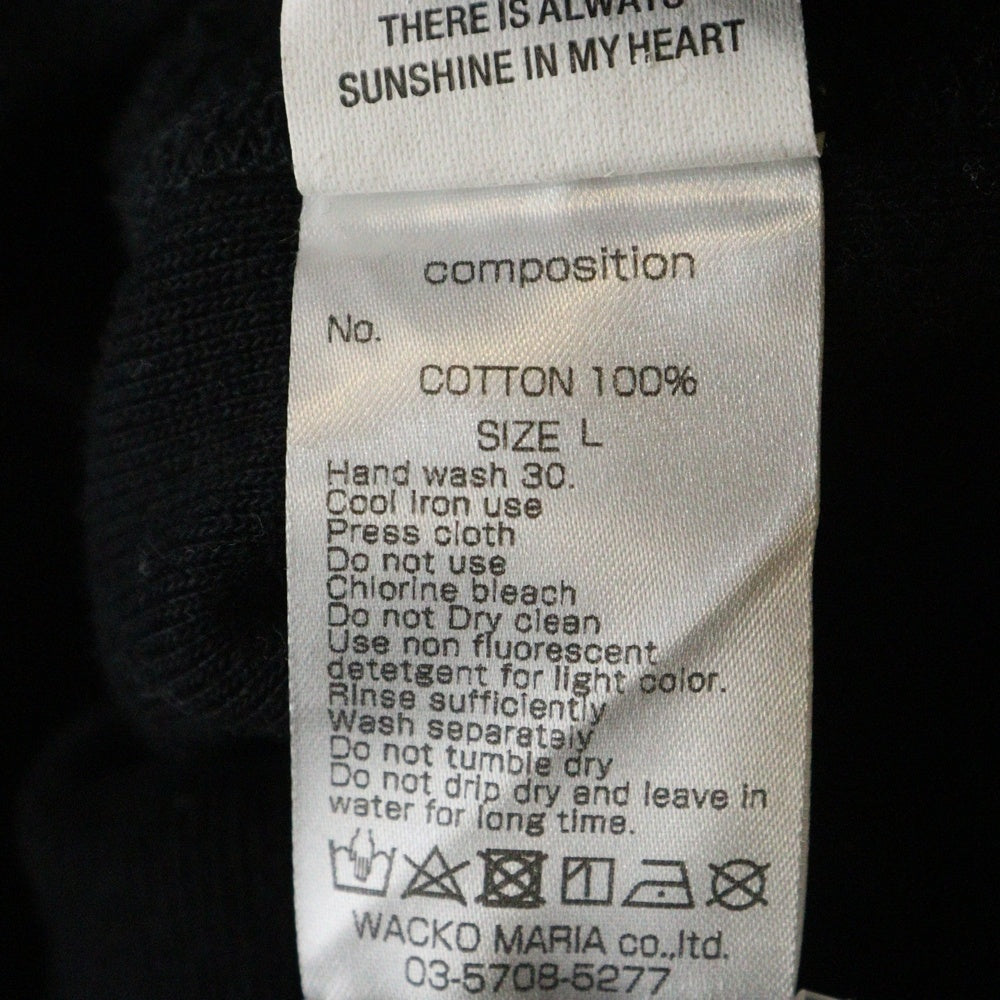 THERE IS ALWAYS
SUNSHINE IN MY HEART
composition
No.
COTTON 100%
SIZE L
Hand wash 30.
Cool Iron use
Press cloth
Do not use
Chlorine bleach
Do not Dry clean
Use non fluorescent
detetgent for light color.
Rinse sufficiently
Wash separately
Do not tumble dry
Do not drip dry and leave in
water for long time.
WACKO MARIA co.,ltd.
03-5708-5277